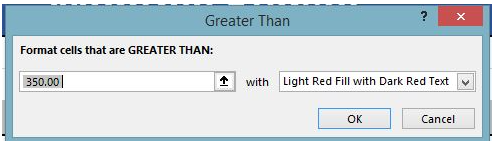 Greater Than
?
Format cells that are GREATER THAN:
350.00 with Light Red Fill with Dark Red Text
OK Cancel